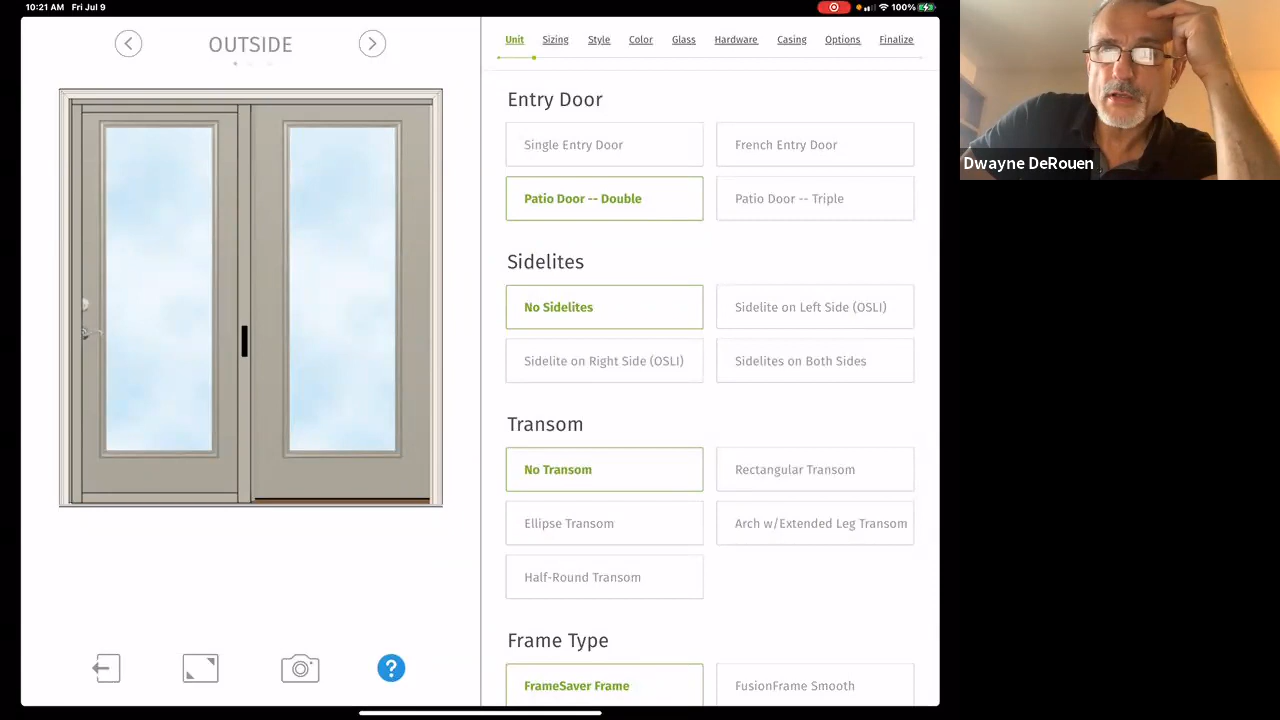 10:21 AM Fri Jul 9
100%
OUTSIDE
Unit Sizing Style Color Glass Hardware Casing Options Finalize
Entry Door
Single Entry Door French Entry Door
Patio Door -- Double Patio Door -- Triple
Sidelites
No Sidelites Sidelite on Left Side (OSLI)
Sidelite on Right Side (OSLI) Sidelites on Both Sides
Transom
No Transom Rectangular Transom
Ellipse Transom Arch w/Extended Leg Transom
Half-Round Transom
Frame Type
FrameSaver Frame FusionFrame Smooth
?
Dwayne DeRouen